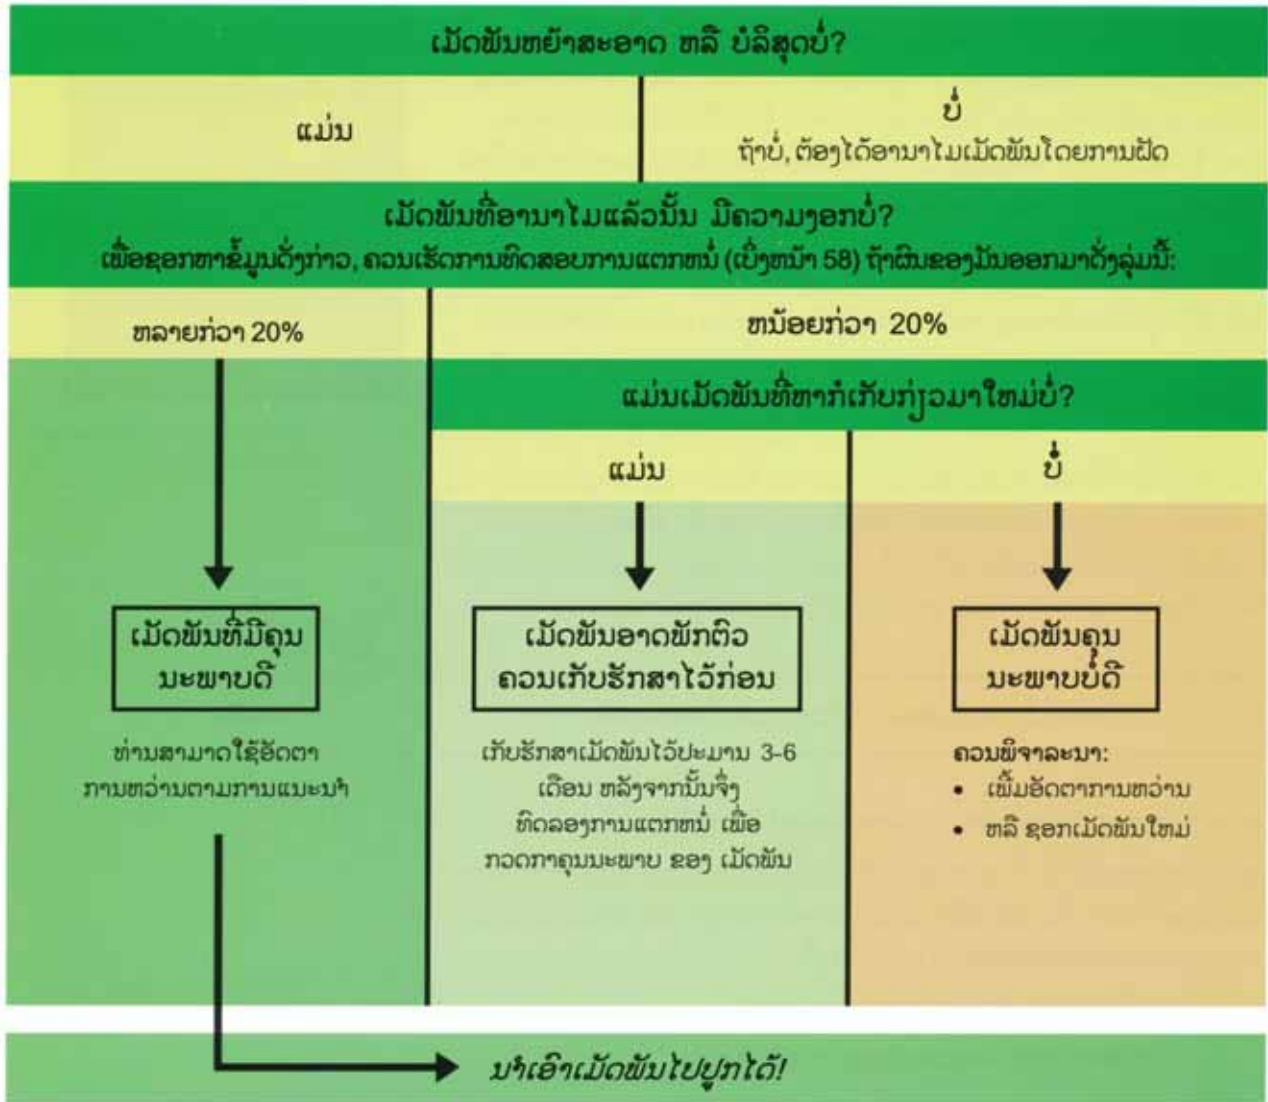 ເມັດພັນຫຍ້າສະອາດ ຫລື ບໍລິສຸດບໍ່?
ແມ່ນ
ບໍ່
ຖ້າບໍ່, ຕ້ອງໄດ້ອານາໄມເມັດພັນໂດຍການຝັດ
ເມັດພັນທີ່ອານາໄມແລ້ວນັ້ນ ມີຄວາມງອກບໍ່?
ເພື່ອຊອກຫາຂໍ້ມູນດັ່ງກ່າວ, ຄວນເຮັດການທົດສອບການແຕກຫນໍ່ (ເບິ່ງຫນ້າ 58) ຖ້າຜົນຂອງມັນອອກມາດັ່ງລຸ່ມນີ້:
ຫລາຍກ່ວາ 20%
ຫນ້ອຍກ່ວາ 20%
ແມ່ນເມັດພັນທີ່ຫາກໍ່ເກັບກ່ຽວມາໃຫມ່ບໍ່?
ແມ່ນ
ບໍ່
ເມັດພັນທີ່ມີຄຸນ
ນະພາບດີ
ທ່ານສາມາດໃຊ້ອັດຕາ
ການຫວ່ານຕາມການແນະນຳ
ເມັດພັນອາດພັກຕົວ
ຄວນເກັບຮັກສາໄວ້ກ່ອນ
ເກັບຮັກສາເມັດພັນໄວ້ປະມານ 3-6
ເດືອນ ຫລັງຈາກນັ້ນຈຶ່ງ
ທົດລອງການແຕກຫນໍ່ ເພື່ອ
ກວດກາຄຸນນະພາບ ຂອງ ເມັດພັນ
ເມັດພັນຄຸນ
ນະພາບບໍ່ດີ
ຄວນພິຈາລະນາ:
• ເພີ້ມອັດຕາການຫວ່ານ
• ຫລື ຊອກເມັດພັນໃຫມ່
ນຳເອົາເມັດພັນໄປປູກໄດ້!